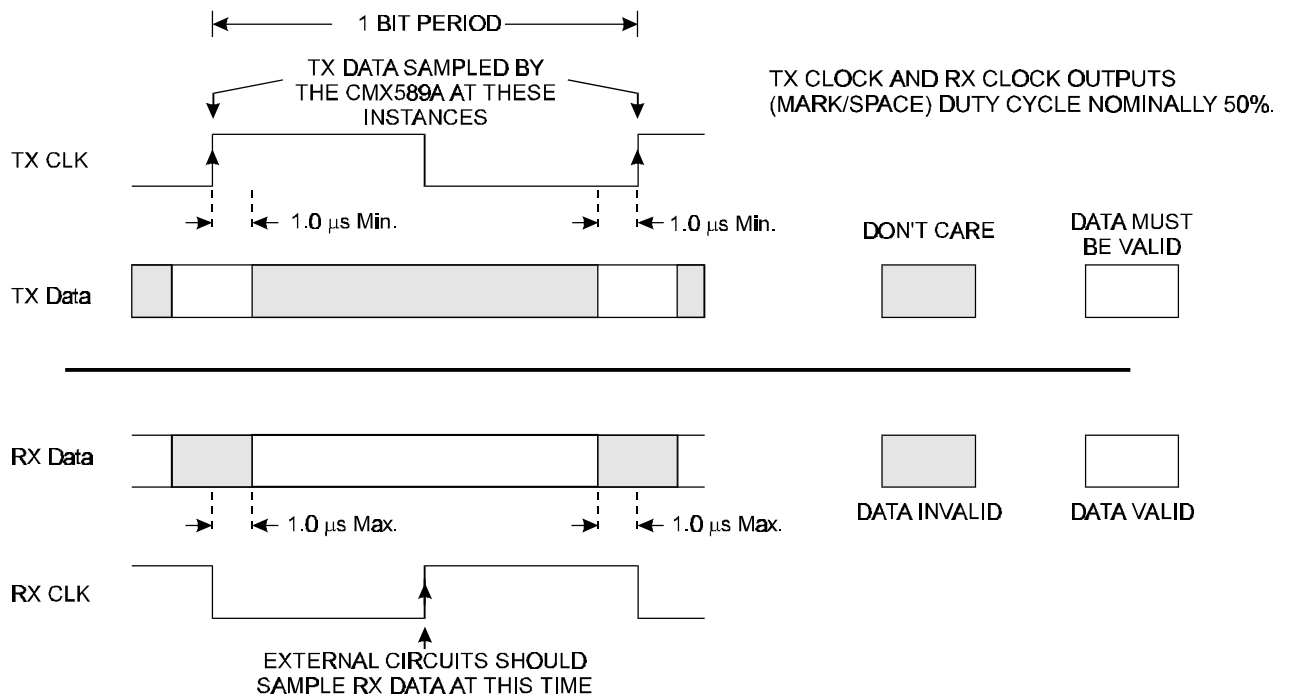 1 BIT PERIOD
TX DATA SAMPLED BY
THE CMX589A AT THESE
INSTANCES
TX CLOCK AND RX CLOCK OUTPUTS
(MARK/SPACE) DUTY CYCLE NOMINALLY 50%.
TX CLK
1.0 µs Min.
1.0 µs Min.
DON'T CARE
DATA MUST
BE VALID
TX Data
RX Data
1.0 µs Max.
1.0 µs Max.
DATA INVALID
DATA VALID
RX CLK
EXTERNAL CIRCUITS SHOULD
SAMPLE RX DATA AT THIS TIME